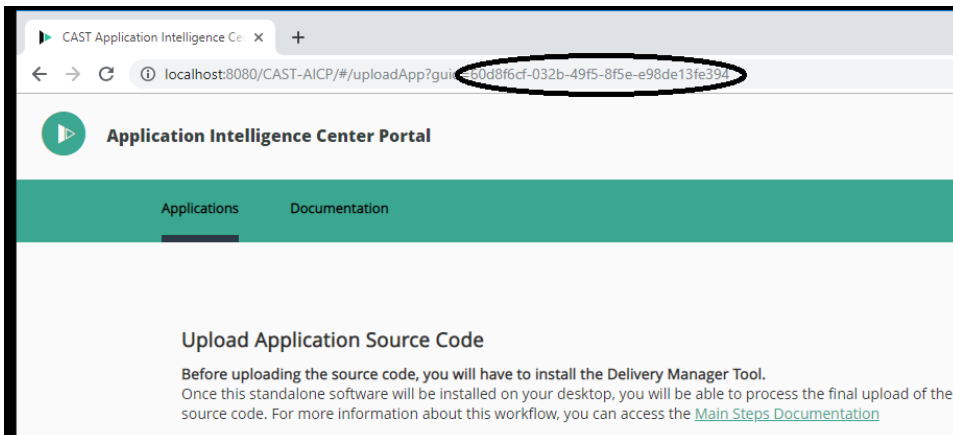 CAST Application Intelligence Ce
localhost:8080/CAST-AICP/#/uploadApp?guid=60d8f6cf-032b-49f5-8f5e-e98de13fe394
Application Intelligence Center Portal
Applications Documentation
Upload Application Source Code
Before uploading the source code, you will have to install the Delivery Manager Tool.
Once this standalone software will be installed on your desktop, you will be able to process the final upload of the
source code. For more information about this workflow, you can access the Main Steps Documentation